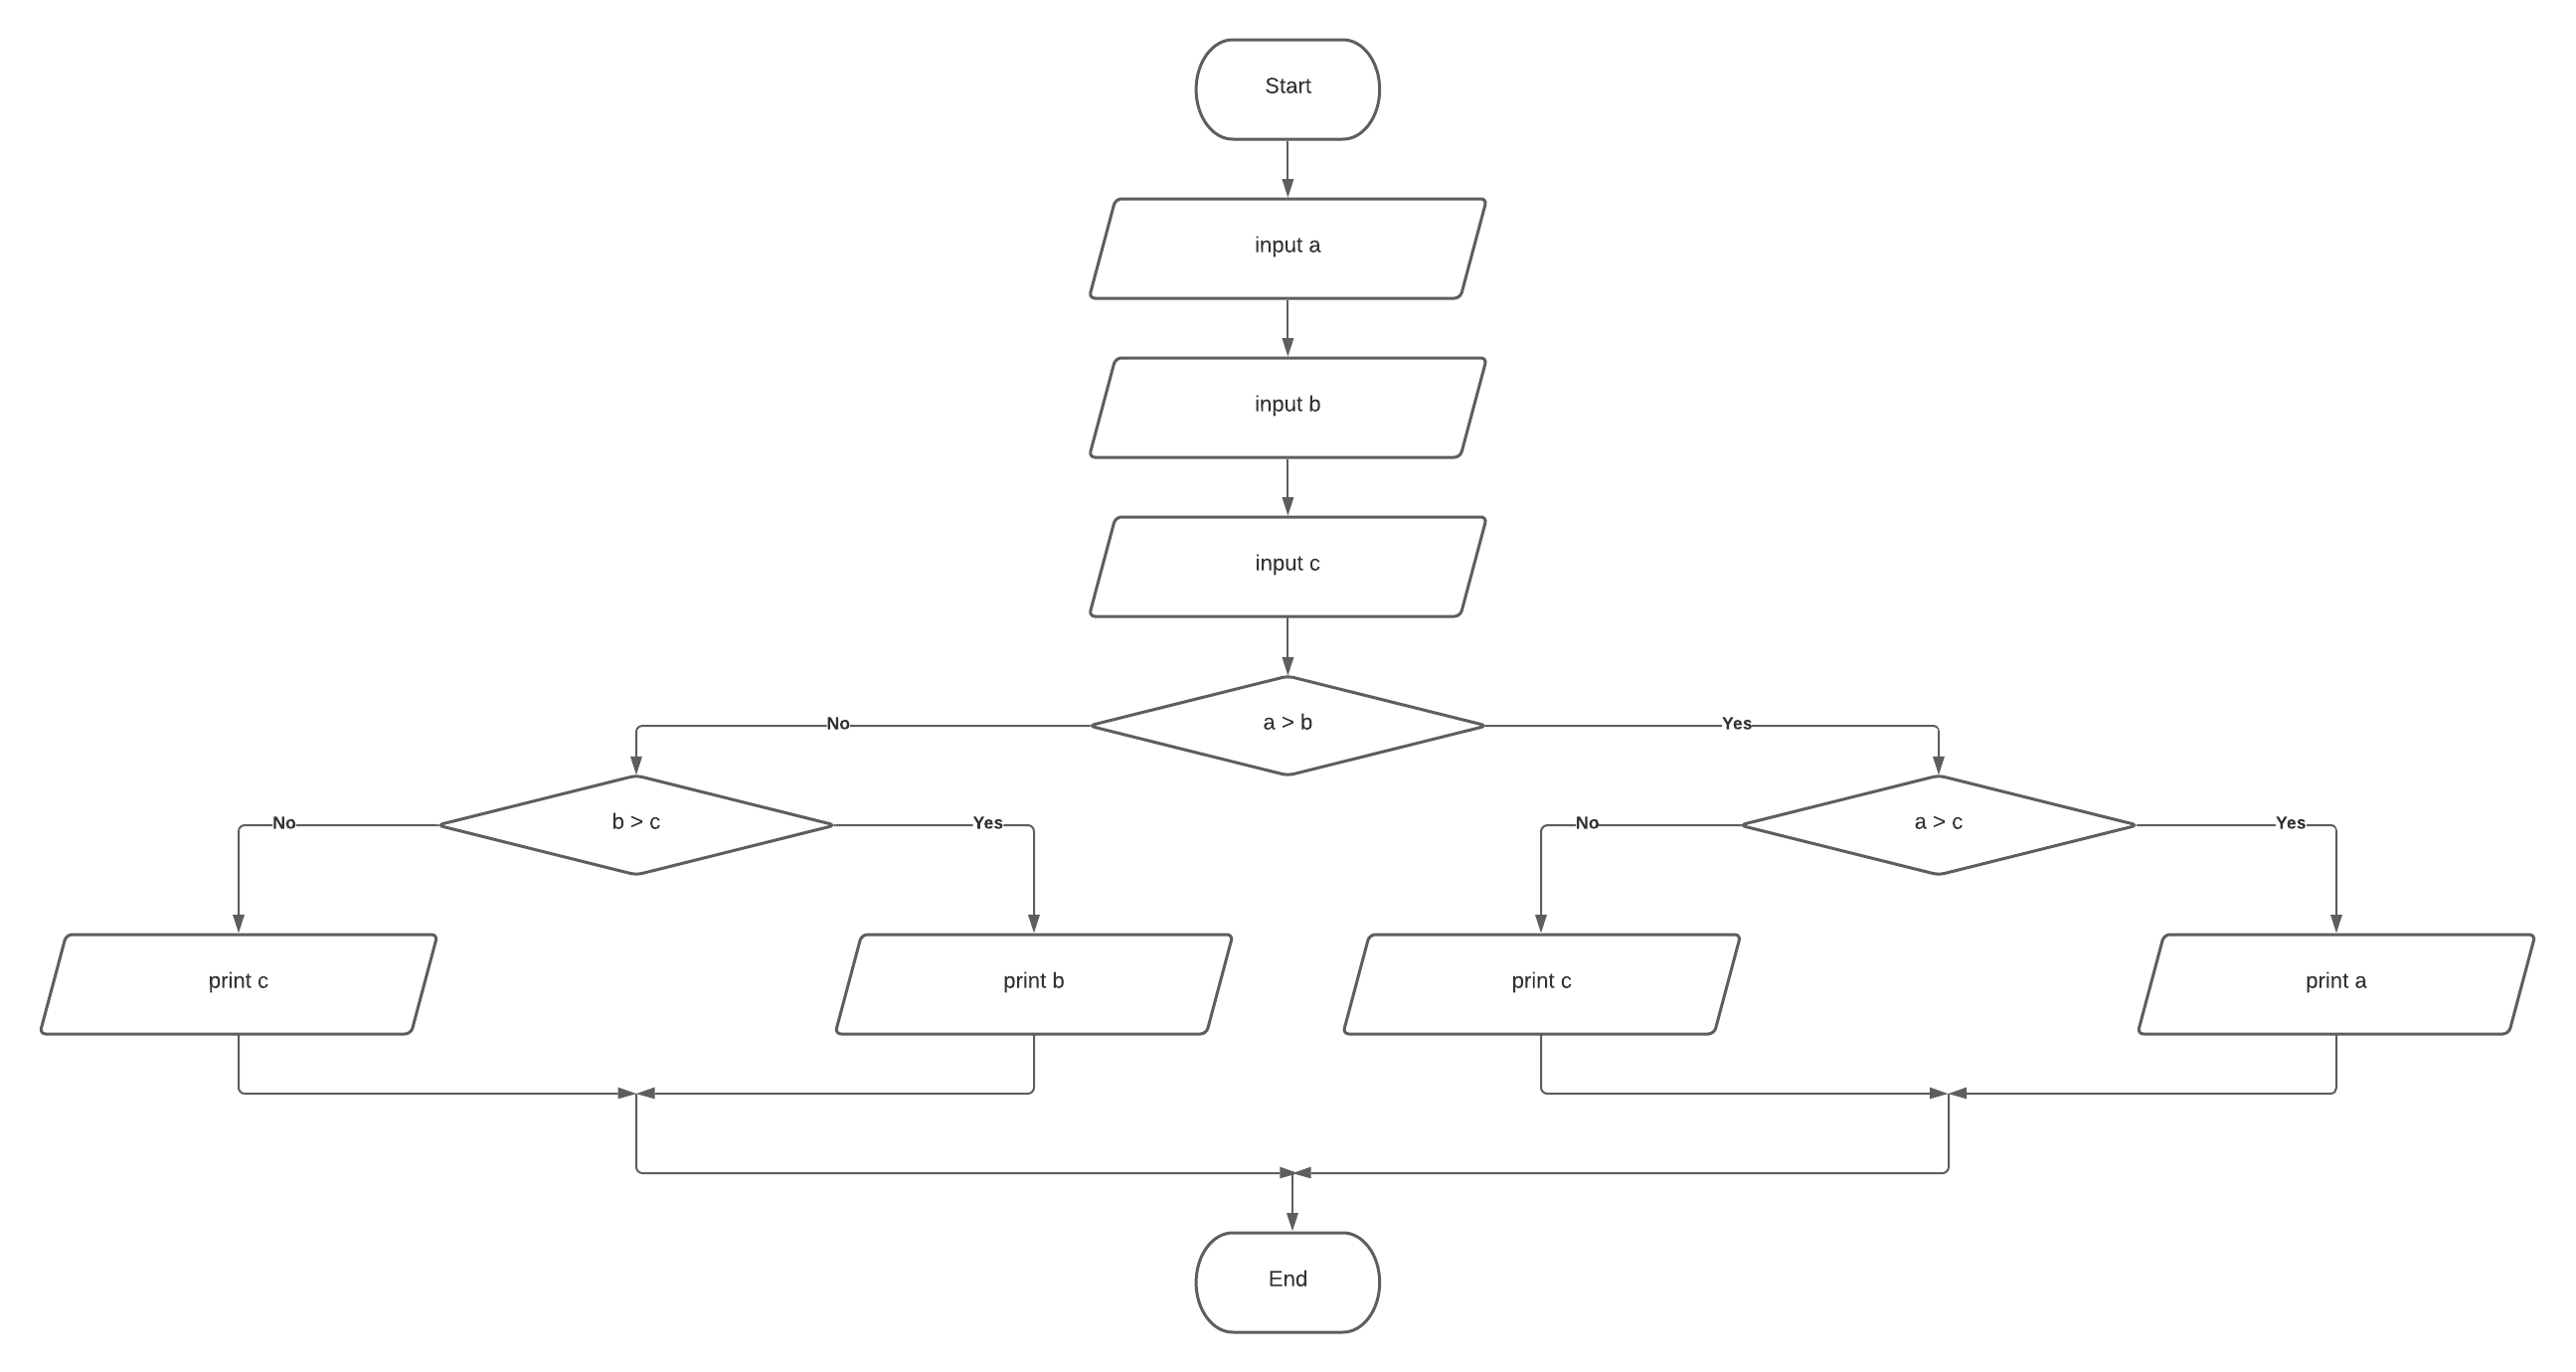 Start
input a
input b
input c
a > b
No
Yes
b > c
No
Yes
a > c
No
Yes
print c
print b
print c
print a
End